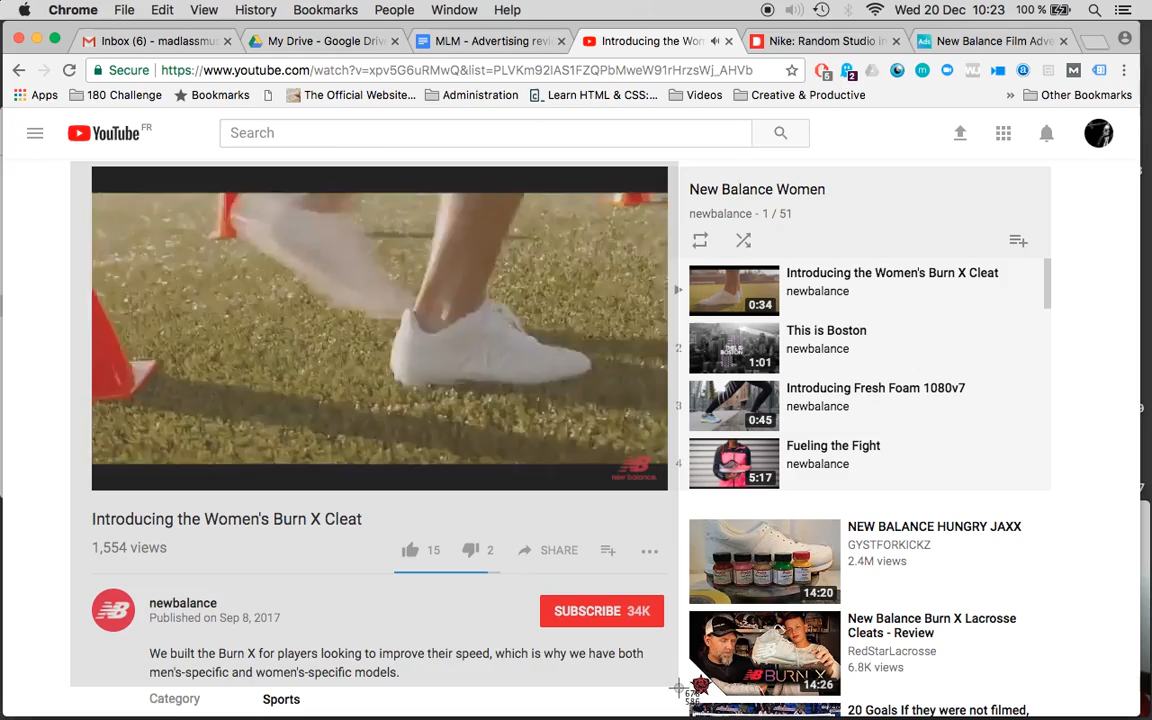 Chrome File Edit View History Bookmarks People Window Help Wed 20 Dec 10:23 100 %
Inbox (6) - madlassmu
My Drive - Google Driv
MLM - Advertising revi
Introducing the Wom
Nike: Random Studio in
New Balance Film Adve
Secure https://www.youtube.com/watch?v=xpv5G6uRMwQ&list=PLVKm92IAS1FZQPbMweW91rHrzsWj_AHVb
Apps 180 Challenge Bookmarks The Official Website... Administration Learn HTML & CSS:... Videos Creative & Productive » Other Bookmarks
YouTube FR
Search
New Balance Women
newbalance - 1 / 51
Introducing the Women's Burn X Cleat
newbalance
0:34
2
This is Boston
newbalance
1:01
3
Introducing Fresh Foam 1080v7
newbalance
0:45
4
Fueling the Fight
newbalance
5:17
new balance
Introducing the Women's Burn X Cleat
1,554 views
15 2 SHARE
newbalance
Published on Sep 8, 2017
SUBSCRIBE 34K
We built the Burn X for players looking to improve their speed, which is why we have both
men's-specific and women's-specific models.
Category Sports
NEW BALANCE HUNGRY JAXX
GYSTFORKICKZ
2.4M views
14:20
New Balance Burn X Lacrosse
Cleats - Review
RedStarLacrosse
6.8K views
BURN X
14:26
20 Goals If they were not filmed,